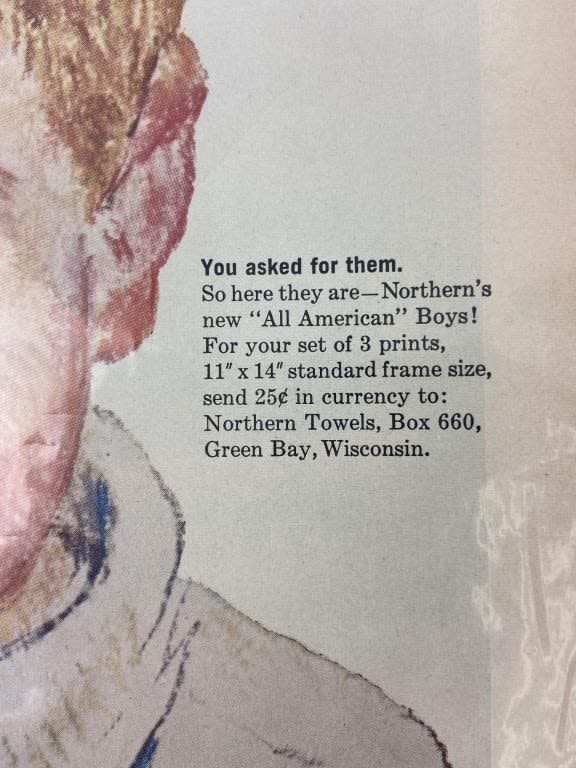 You asked for them.
So here they are—Northern's
new "All American" Boys!
For your set of 3 prints,
11" x 14" standard frame size,
send 25¢ in currency to:
Northern Towels, Box 660,
Green Bay, Wisconsin.